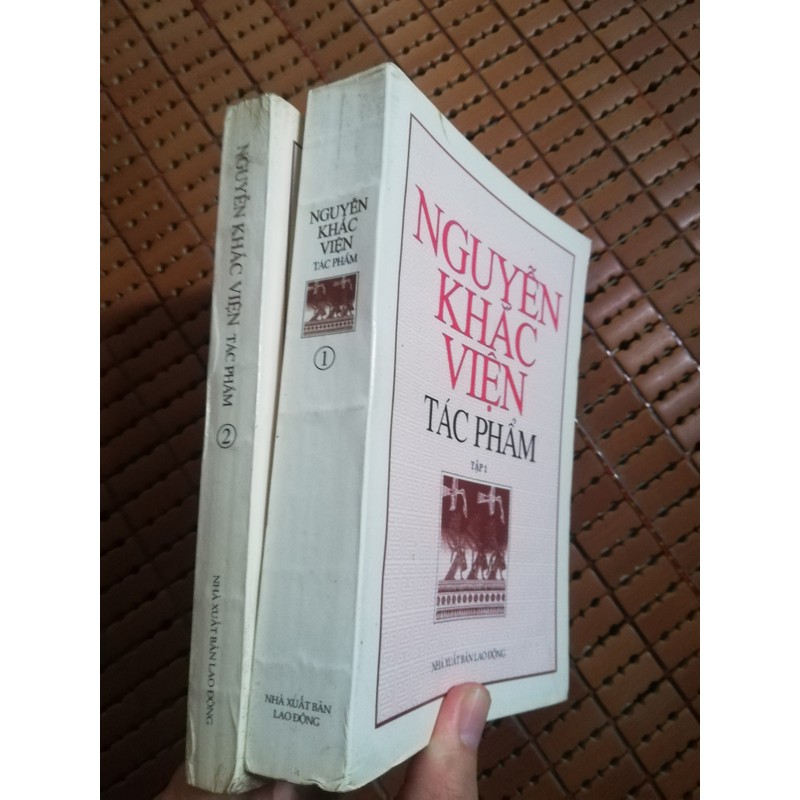 NGUYỄN KHẮC VIỆN TÁC PHẨM
2
NHÀ XUẤT BẢN LAO ĐỘNG
NGUYỄN
KHẮC
VIỆN
TÁC PHẨM
1
NHÀ XUẤT BẢN
LAO ĐỘNG
NGUYỄN
KHẮC
VIỆN
TÁC PHẨM
TẬP 1
NHÀ XUẤT BẢN LAO ĐỘNG